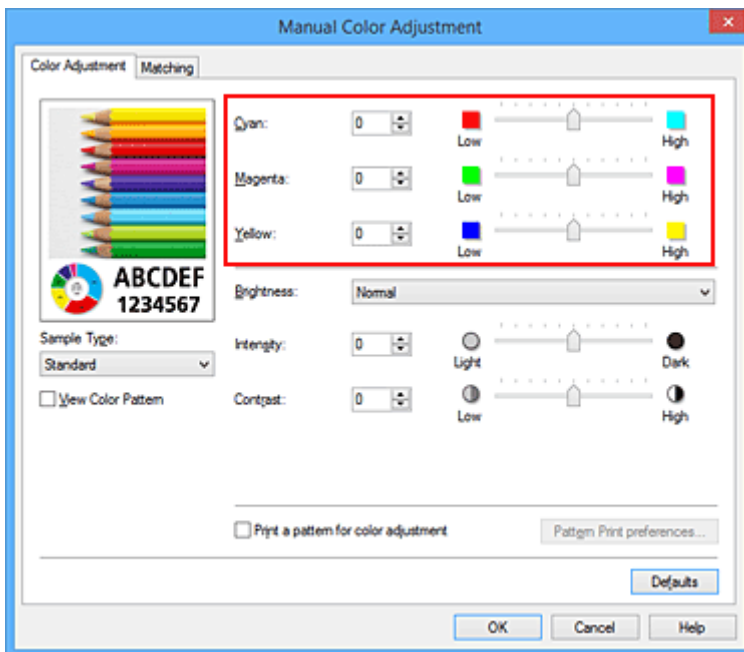 Manual Color Adjustment
Color Adjustment Matching
Cyan: 0 Low High
Magenta: 0 Low High
Yellow: 0 Low High
ABCDEF
1234567
Brightness: Normal
Sample Type:
Standard
Intensity: 0 Light Dark
View Color Pattern
Contrast: 0 Low High
Print a pattern for color adjustment Pattern Print preferences...
Defaults
OK Cancel Help